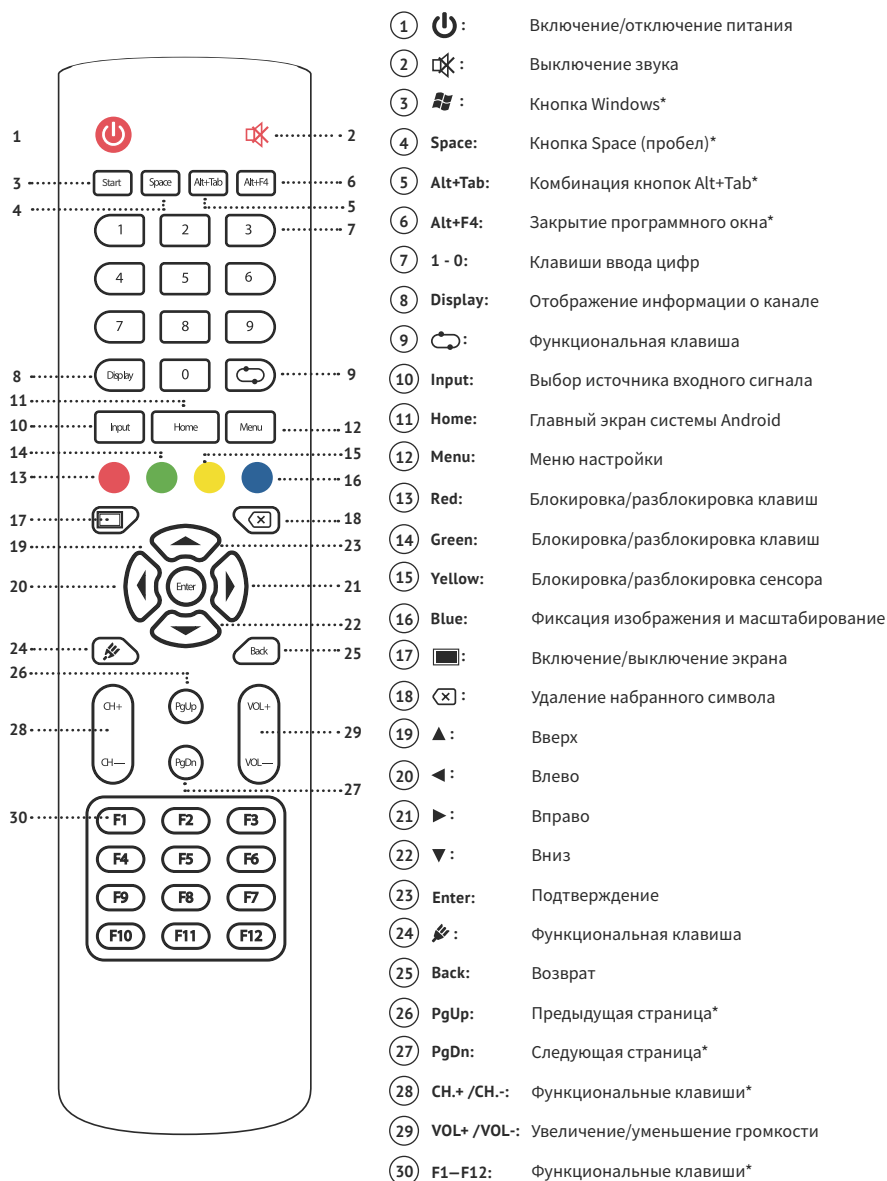 1
2
3
4
5
6
7
8
9
10
11
12
13
14
15
16
17
18
19
20
21
22
23
24
25
26
27
28
29
30
Start Space Alt+Tab Alt+F4
1 2 3
4 5 6
7 8 9
Display 0
Input Home Menu
Enter
Back
CH+ PgUp VOL+
CH— PgDn VOL—
F1 F2 F3
F4 F5 F6
F9 F8 F7
F10 F11 F12
1 : Включение/отключение питания
2 : Выключение звука
3 : Кнопка Windows*
4 Space: Кнопка Space (пробел)*
5 Alt+Tab: Комбинация кнопок Alt+Tab*
6 Alt+F4: Закрытие программного окна*
7 1 - 0: Клавиши ввода цифр
8 Display: Отображение информации о канале
9 : Функциональная клавиша
10 Input: Выбор источника входного сигнала
11 Home: Главный экран системы Android
12 Menu: Меню настройки
13 Red: Блокировка/разблокировка клавиш
14 Green: Блокировка/разблокировка клавиш
15 Yellow: Блокировка/разблокировка сенсора
16 Blue: Фиксация изображения и масштабирование
17 : Включение/выключение экрана
18 : Удаление набранного символа
19 ▲ : Вверх
20 ◄ : Влево
21 ► : Вправо
22 ▼ : Вниз
23 Enter: Подтверждение
24 : Функциональная клавиша
25 Back: Возврат
26 PgUp: Предыдущая страница*
27 PgDn: Следующая страница*
28 CH.+ /CH.-: Функциональные клавиши*
29 VOL+ /VOL-: Увеличение/уменьшение громкости
30 F1—F12: Функциональные клавиши*